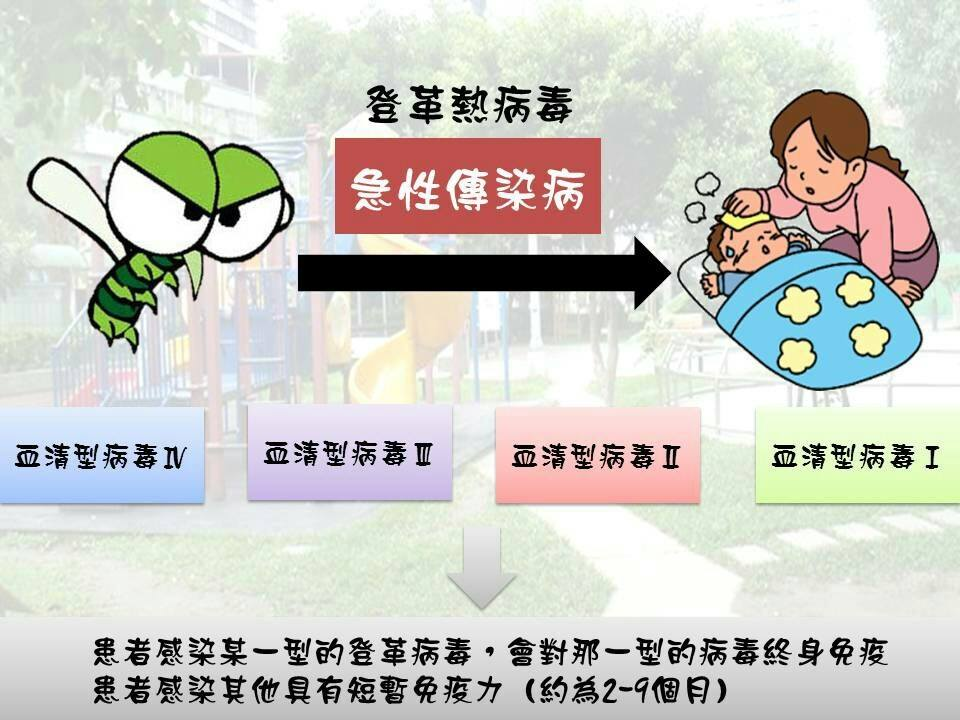 登革熱病毒
急性傳染病
血清型病毒Ⅳ
血清型病毒Ⅲ
血清型病毒Ⅱ
血清型病毒Ⅰ
患者感染某一型的登革病毒，會對那一型的病毒終身免疫
患者感染其他具有短暫免疫力（約為2-9個月）